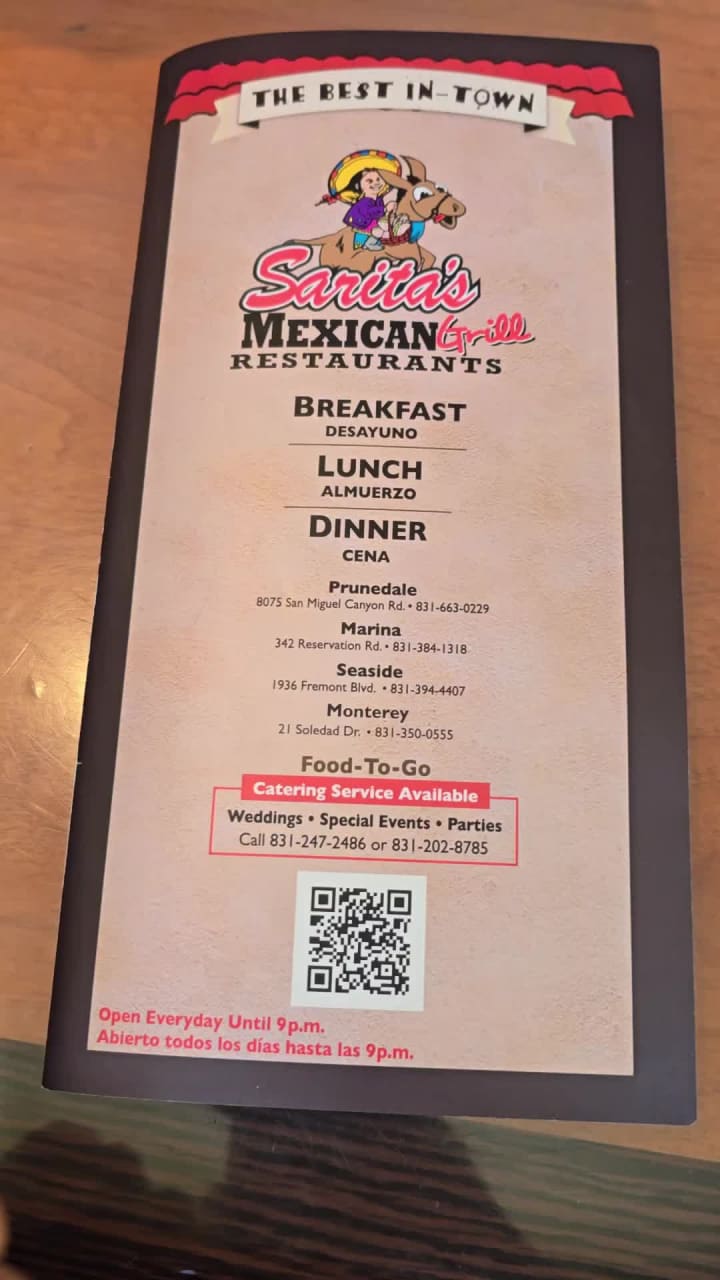 THE BEST IN-TOWN
Sarita's
MEXICAN Grill
RESTAURANTS
BREAKFAST
DESAYUNO
LUNCH
ALMUERZO
DINNER
CENA
Prunedale
8075 San Miguel Canyon Rd. • 831-663-0229
Marina
342 Reservation Rd. • 831-384-1318
Seaside
1936 Fremont Blvd. • 831-394-4407
Monterey
21 Soledad Dr. • 831-350-0555
Food-To-Go
Catering Service Available
Weddings • Special Events • Parties
Call 831-247-2486 or 831-202-8785
Open Everyday Until 9p.m.
Abierto todos los días hasta las 9p.m.